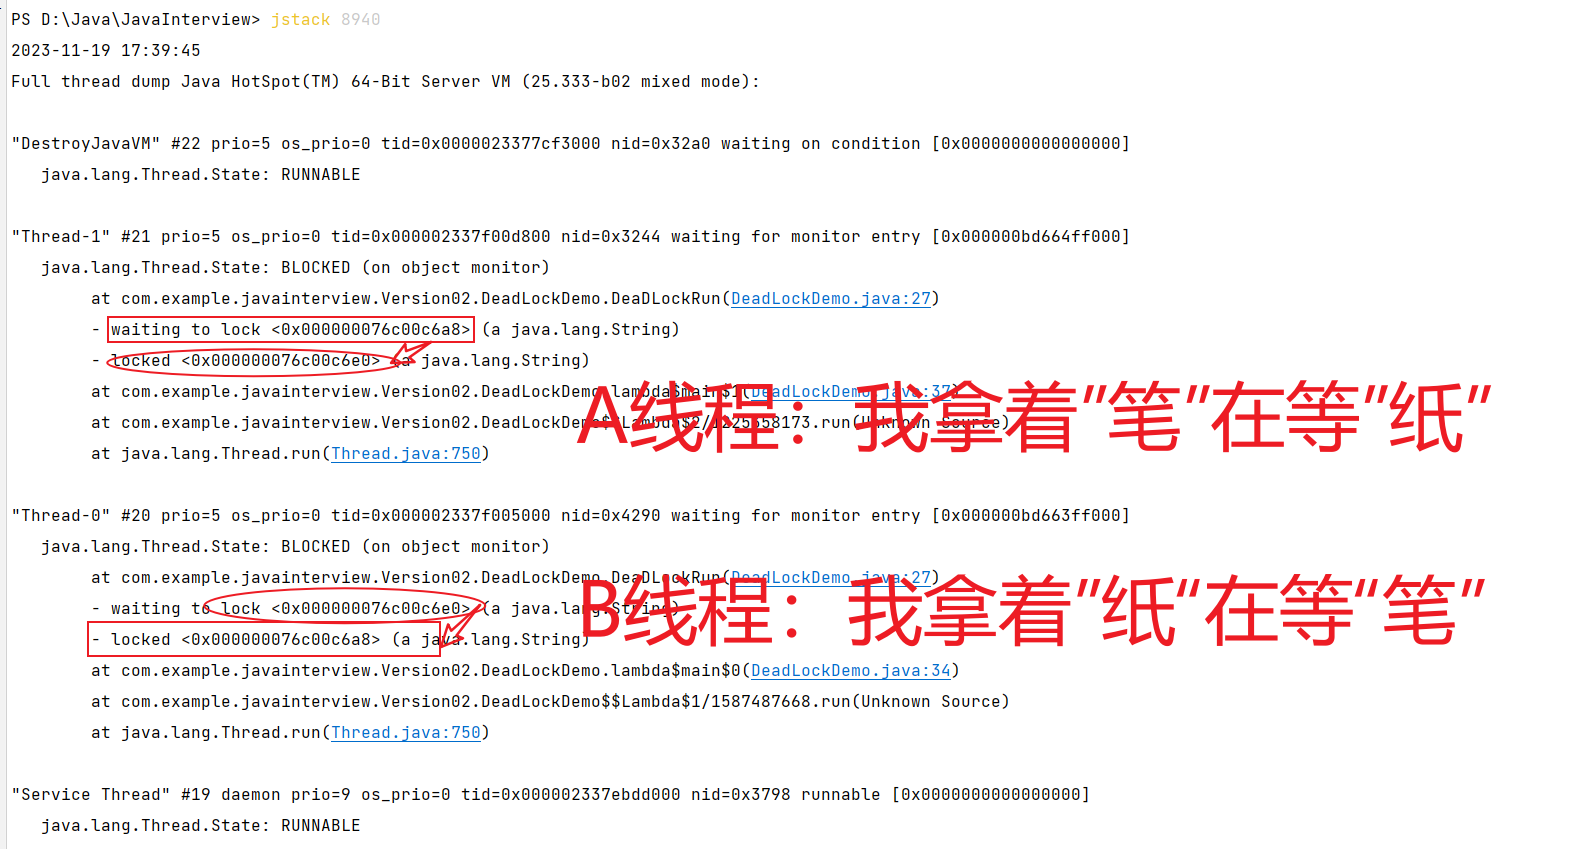 PS D:\Java\JavaInterview> jstack 8940
2023-11-19 17:39:45
Full thread dump Java HotSpot(TM) 64-Bit Server VM (25.333-b02 mixed mode):
"DestroyJavaVM" #22 prio=5 os_prio=0 tid=0x0000023377cf3000 nid=0x32a0 waiting on condition [0x0000000000000000]
java.lang.Thread.State: RUNNABLE
"Thread-1" #21 prio=5 os_prio=0 tid=0x000002337f00d800 nid=0x3244 waiting for monitor entry [0x000000bd664ff000]
java.lang.Thread.State: BLOCKED (on object monitor)
at com.example.javainterview.Version02.DeadLockDemo.DeaDLockRun(DeadLockDemo.java:27)
- waiting to lock <0x000000076c00c6a8> (a java.lang.String)
- locked <0x000000076c00c6e0> (a java.lang.String)
at com.example.javainterview.Version02.DeadLockDemo.lambda$main$1(DeadLockDemo.java:37)
at com.example.javainterview.Version02.DeadLockDemo$$Lambda$2/1225358173.run(Unknown Source)
A线程：我拿着"笔"在等"纸"
at java.lang.Thread.run(Thread.java:750)
"Thread-0" #20 prio=5 os_prio=0 tid=0x000002337f005000 nid=0x4290 waiting for monitor entry [0x000000bd663ff000]
java.lang.Thread.State: BLOCKED (on object monitor)
at com.example.javainterview.Version02.DeadLockDemo.DeaDLockRun(DeadLockDemo.java:27)
- waiting to lock <0x000000076c00c6e0> (a java.lang.String)
B线程：我拿着"纸“在等“笔"
- locked <0x000000076c00c6a8> (a java.lang.String)
at com.example.javainterview.Version02.DeadLockDemo.lambda$main$0(DeadLockDemo.java:34)
at com.example.javainterview.Version02.DeadLockDemo$$Lambda$1/1587487668.run(Unknown Source)
at java.lang.Thread.run(Thread.java:750)
"Service Thread" #19 daemon prio=9 os_prio=0 tid=0x000002337ebdd000 nid=0x3798 runnable [0x0000000000000000]
java.lang.Thread.State: RUNNABLE